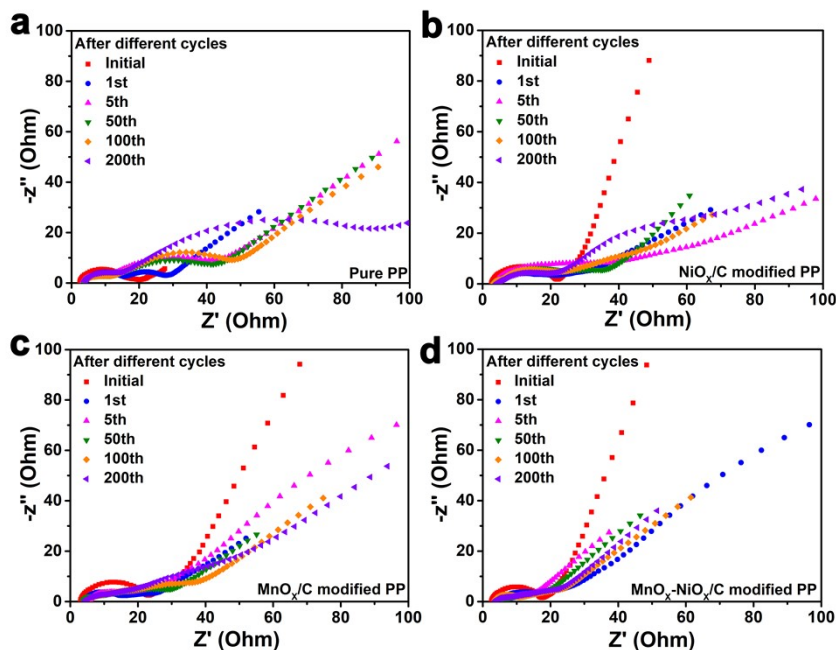 a
After different cycles
Initial
1st
5th
50th
100th
200th
Pure PP
100
80
60
40
20
0
-z'' (Ohm)
0 20 40 60 80 100
Z' (Ohm)
b
After different cycles
Initial
1st
5th
50th
100th
200th
NiOX/C modified PP
100
80
60
40
20
0
-z'' (Ohm)
0 20 40 60 80 100
Z' (Ohm)
c
After different cycles
Initial
1st
5th
50th
100th
200th
MnOX/C modified PP
100
80
60
40
20
0
-z'' (Ohm)
0 20 40 60 80 100
Z' (Ohm)
d
After different cycles
Initial
1st
5th
50th
100th
200th
MnOX-NiOX/C modified PP
100
80
60
40
20
0
-z'' (Ohm)
0 20 40 60 80 100
Z' (Ohm)